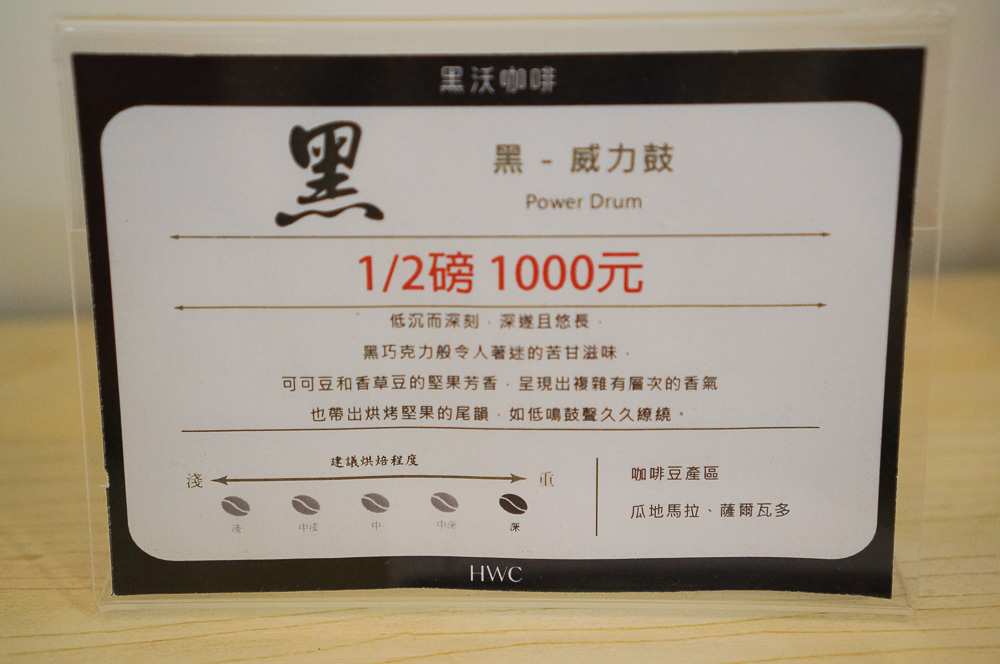 黑沃咖啡
黑
黑 - 威力鼓
Power Drum
1/2磅 1000元
低沉而深刻，深遂且悠長，
黑巧克力般令人著迷的苦甘滋味，
可可豆和香草豆的堅果芳香，呈現出複雜有層次的香氣
也帶出烘烤堅果的尾韻，如低鳴鼓聲久久繚繞。
建議烘焙程度
淺 重
淺 中淺 中 中深 深
咖啡豆產區
瓜地馬拉、薩爾瓦多
HWC